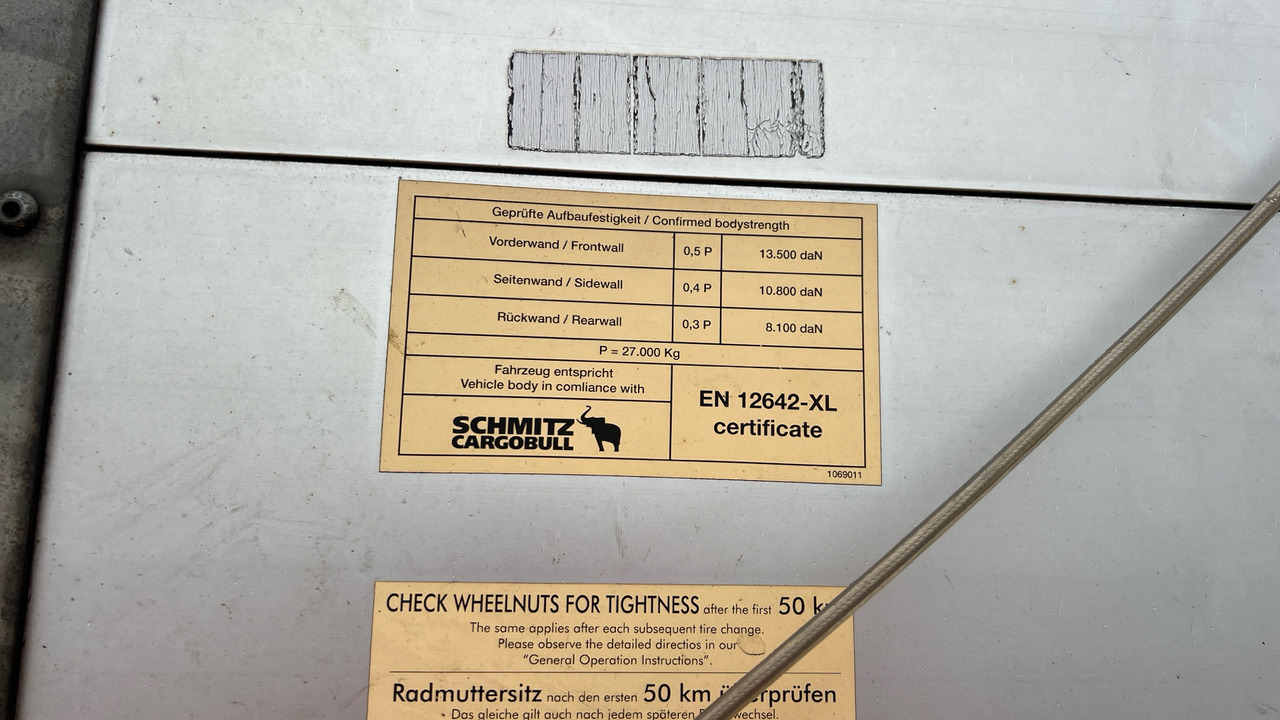 Geprüfte Aufbaufestigkeit / Confirmed bodystrength
Vorderwand / Frontwall 0,5 P 13.500 daN
Seitenwand / Sidewall 0,4 P 10.800 daN
Rückwand / Rearwall 0,3 P 8.100 daN
P = 27.000 Kg
Fahrzeug entspricht
Vehicle body in comliance with
SCHMITZ
CARGOBULL
EN 12642-XL
certificate
1069011
CHECK WHEELNUTS FOR TIGHTNESS after the first 50
The same applies after each subsequent tire change.
Please observe the detailed directios in our
"General Operation Instructions".
Radmuttersitz nach den ersten 50 km
Das gleiche gilt auch nach jedem späteren